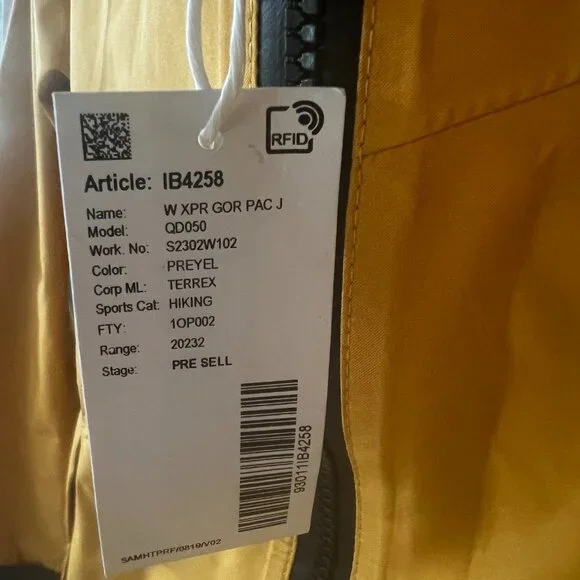 RFID
Article: IB4258
Name: W XPR GOR PAC J
Model: QD050
Work. No: S2302W102
Color: PREYEL
Corp ML: TERREX
Sports Cat: HIKING
FTY: 1OP002
Range: 20232
Stage: PRE SELL
93011IB4258
SAMHTPRF/0819/V02